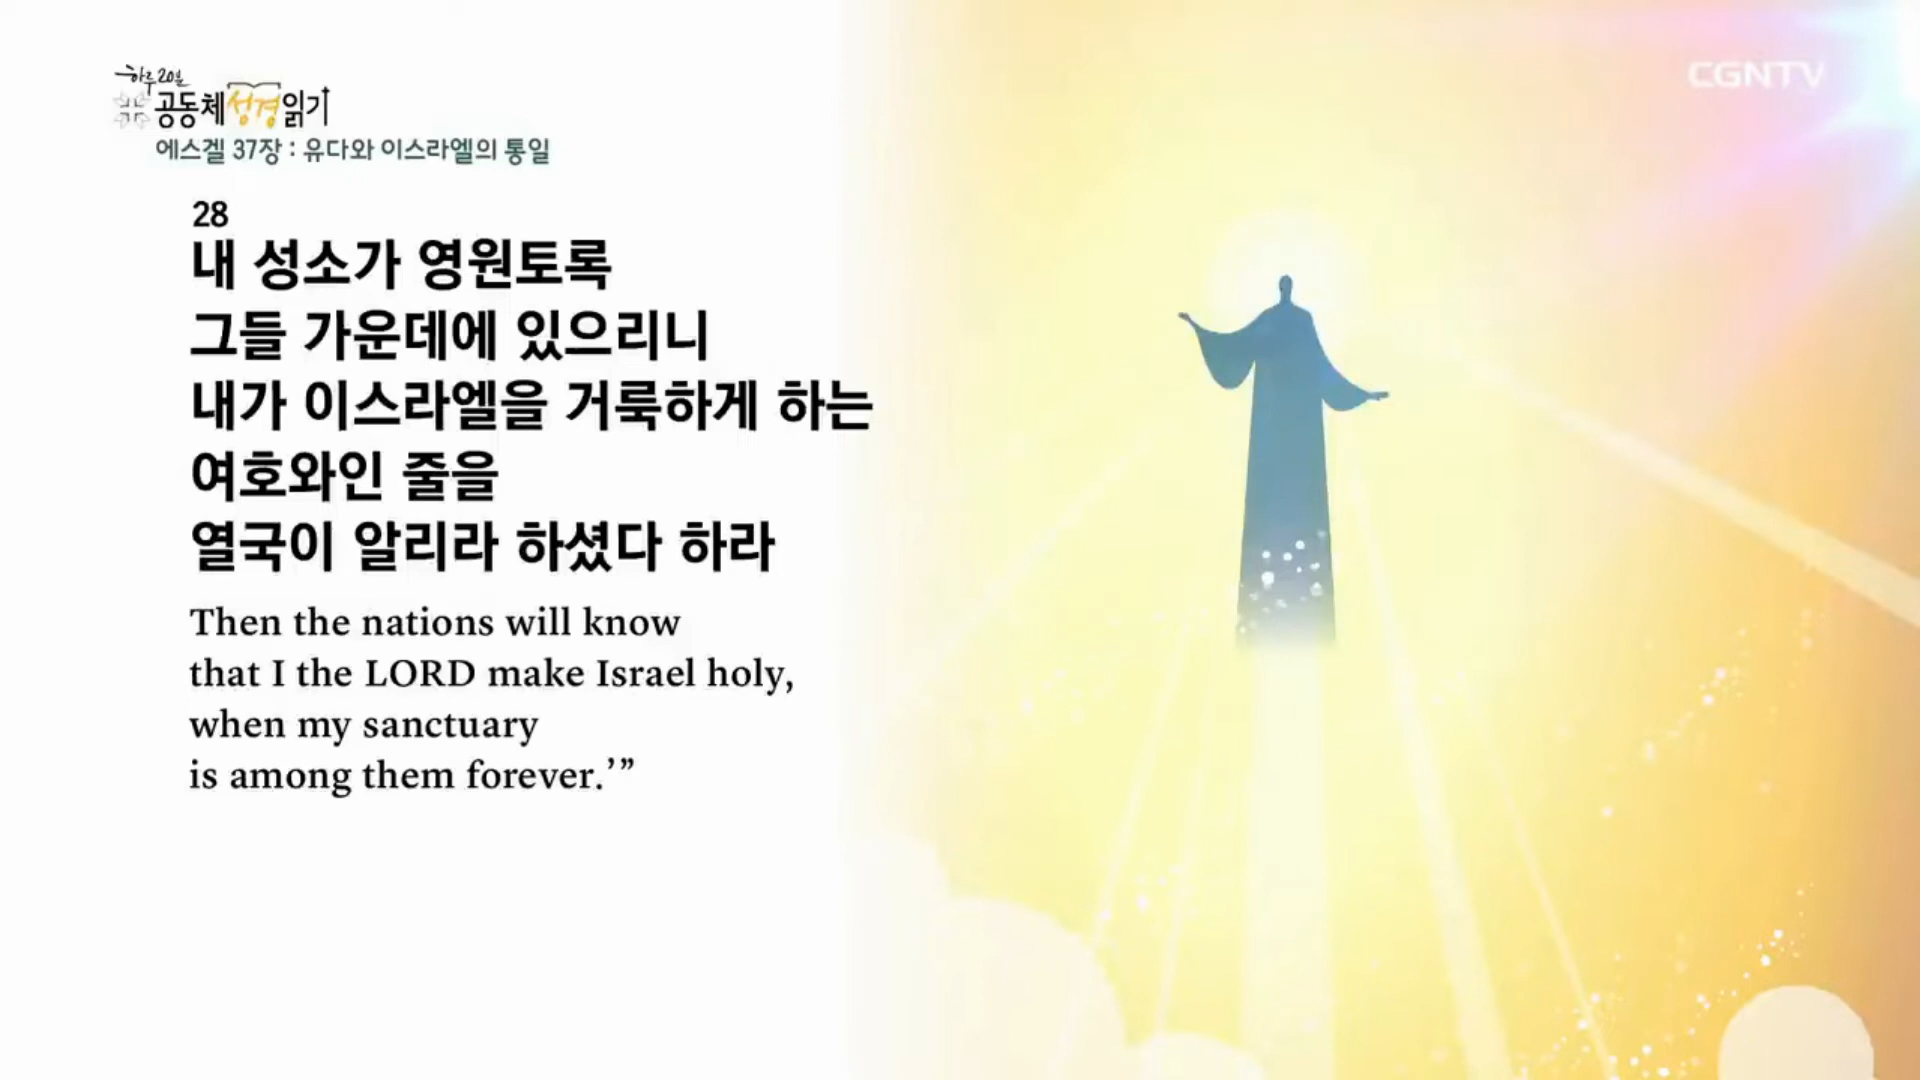 하루 20분
공동체성경읽기
에스겔 37장 : 유다와 이스라엘의 통일
CGNTV
28
내 성소가 영원토록
그들 가운데에 있으리니
내가 이스라엘을 거룩하게 하는
여호와인 줄을
열국이 알리라 하셨다 하라
Then the nations will know
that I the LORD make Israel holy,
when my sanctuary
is among them forever.’”